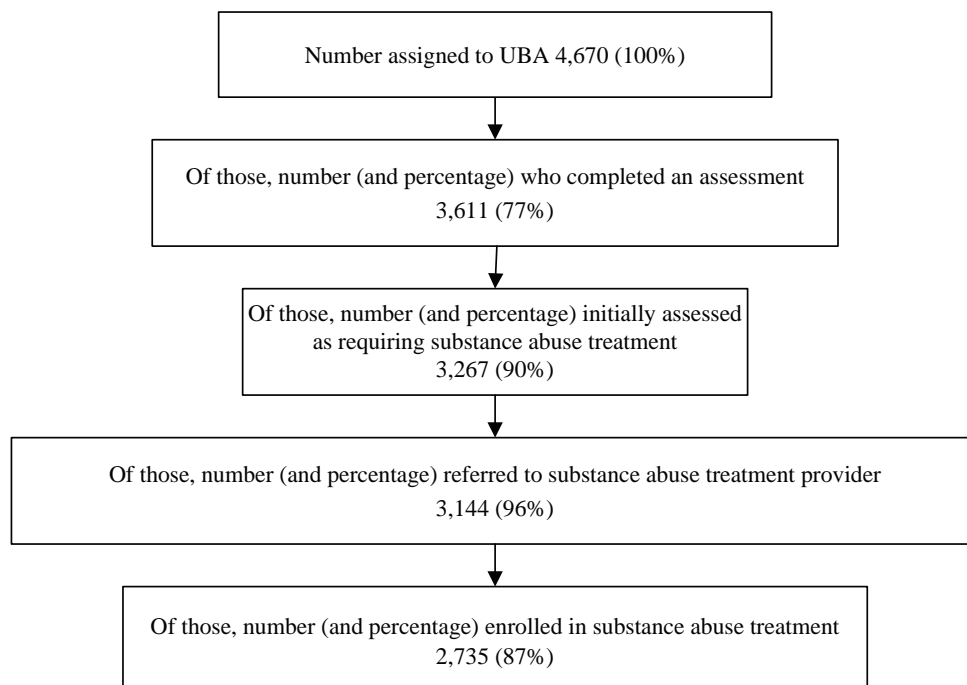 Number assigned to UBA 4,670 (100%)
Of those, number (and percentage) who completed an assessment
3,611 (77%)
Of those, number (and percentage) initially assessed
as requiring substance abuse treatment
3,267 (90%)
Of those, number (and percentage) referred to substance abuse treatment provider
3,144 (96%)
Of those, number (and percentage) enrolled in substance abuse treatment
2,735 (87%)